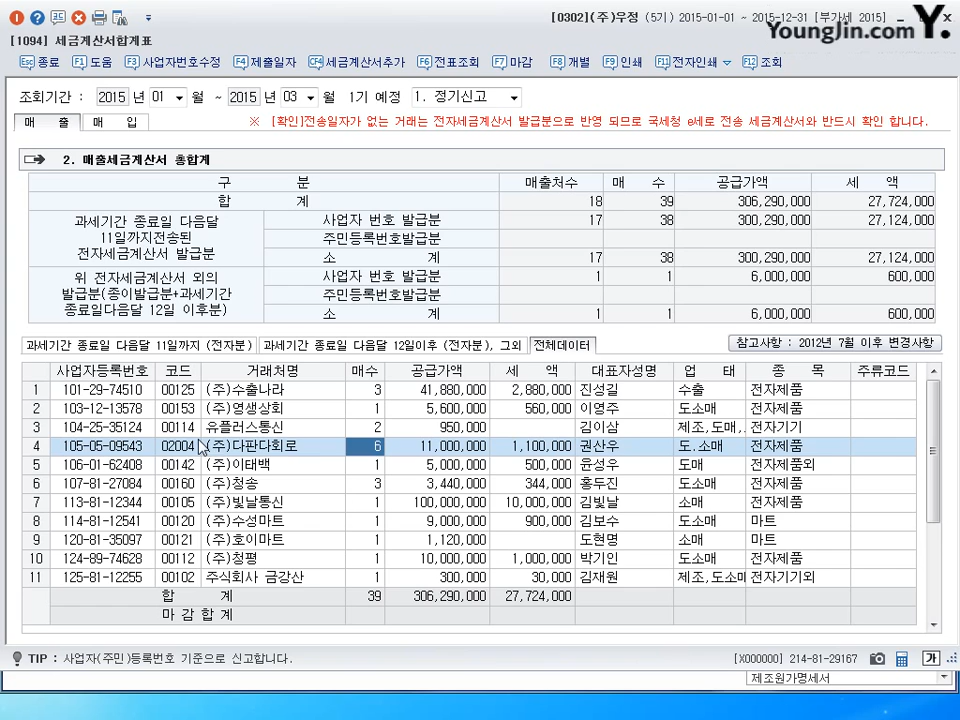 [0302](주)우정 (5기) 2015-01-01 ~ 2015-12-31 [부가세 2015]
YoungIin.com Y.
[1094] 세금계산서합계표
Esc종료 F1도움 F3사업자번호수정 F4제출일자 CF4세금계산서추가 F6전표조회 F7마감 F8개별 F9인쇄 F11전자인쇄 F12조회
조회기간 : 2015 년 01 월 ~ 2015 년 03 월 1기 예정 1. 정기신고
매 출 매 입 ※ [확인]전송일자가 없는 거래는 전자세금계산서 발급분으로 반영 되므로 국세청 e세로 전송 세금계산서와 반드시 확인 합니다.
2. 매출세금계산서 총합계
구 분 매출처수 매 수 공급가액 세 액
합 계 18 39 306,290,000 27,724,000
과세기간 종료일 다음달 11일까지전송된 전자세금계산서 발급분 사업자 번호 발급분 17 38 300,290,000 27,124,000
주민등록번호발급분
소 계 17 38 300,290,000 27,124,000
위 전자세금계산서 외의 발급분(종이발급분+과세기간 종료일다음달 12일 이후분) 사업자 번호 발급분 1 1 6,000,000 600,000
주민등록번호발급분
소 계 1 1 6,000,000 600,000
과세기간 종료일 다음달 11일까지 (전자분) 과세기간 종료일 다음달 12일이후 (전자분), 그외 전체데이터 참고사항 : 2012년 7월 이후 변경사항
사업자등록번호 코드 거래처명 매수 공급가액 세 액 대표자성명 업 태 종 목 주류코드
1 101-29-74510 00125 (주)수출나라 3 41,880,000 2,880,000 진성길 수출 전자제품
2 103-12-13578 00153 (주)영생상회 1 5,600,000 560,000 이영주 도소매 전자제품
3 104-25-35124 00114 유플러스통신 2 950,000 김이삼 제조,도매, 전자기기
4 105-05-09543 02004 (주)다판다회로 6 11,000,000 1,100,000 권산우 도.소매 전자제품
5 106-01-62408 00142 (주)이태백 1 5,000,000 500,000 윤성우 도매 전자제품외
6 107-81-27084 00160 (주)청송 3 3,440,000 344,000 홍두진 도소매 전자제품
7 113-81-12344 00105 (주)빛날통신 1 100,000,000 10,000,000 김빛날 소매 전자제품
8 114-81-12541 00120 (주)수성마트 1 9,000,000 900,000 김보수 도소매 마트
9 120-81-35097 00121 (주)호이마트 1 1,120,000 도현명 소매 마트
10 124-89-74628 00112 (주)청평 1 10,000,000 1,000,000 박기인 도소매 전자제품
11 125-81-12255 00102 주식회사 금강산 1 300,000 30,000 김재원 제조,도소매 전자기기외
합 계 39 306,290,000 27,724,000
마 감 합 계
TIP : 사업자(주민)등록번호 기준으로 신고합니다. [X000000] 214-81-29167 가
제조원가명세서